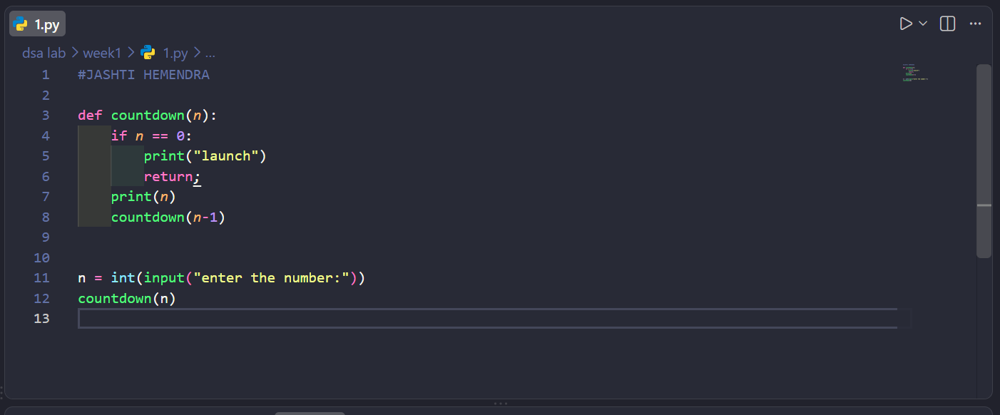 1.py
dsa lab > week1 > 1.py > ...
1 #JASHTI HEMENDRA
2
3 def countdown(n):
4     if n == 0:
5         print("launch")
6         return;
7     print(n)
8     countdown(n-1)
9
10
11 n = int(input("enter the number:"))
12 countdown(n)
13